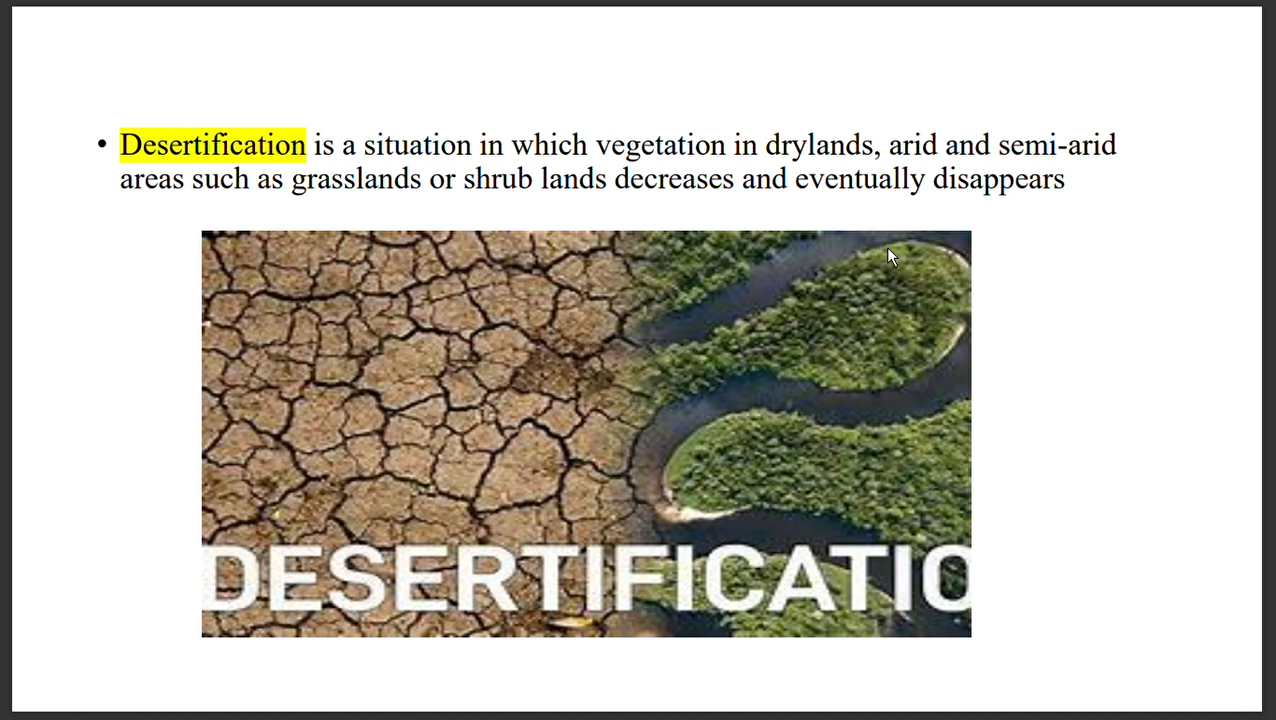 • Desertification is a situation in which vegetation in drylands, arid and semi-arid
areas such as grasslands or shrub lands decreases and eventually disappears
DESERTIFICATIO